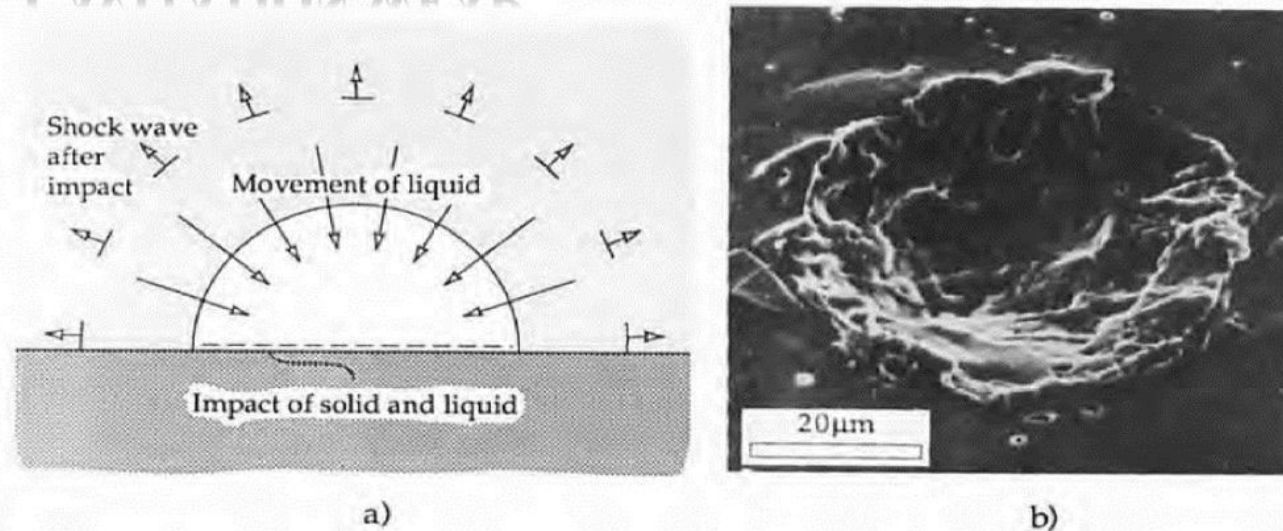 Shock wave
after
impact
Movement of liquid
Impact of solid and liquid
20μm
a)
b)